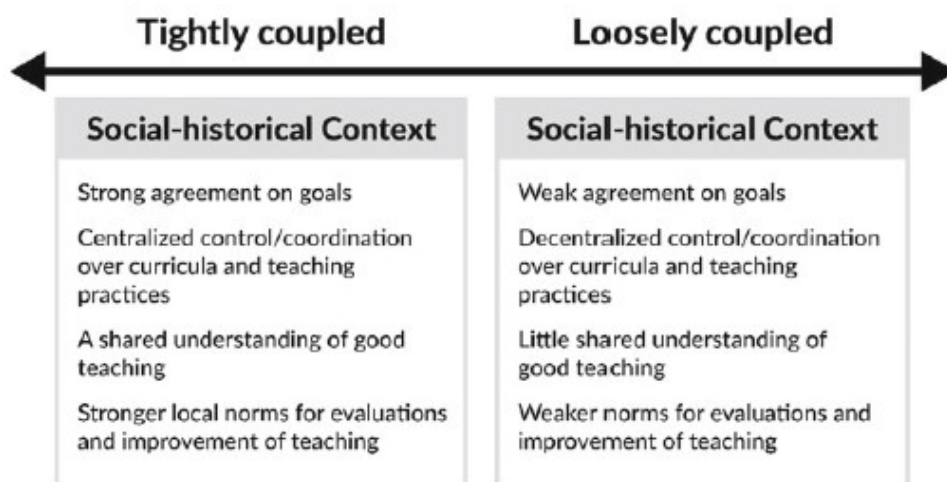 Tightly coupled
Loosely coupled
Social-historical Context
Strong agreement on goals
Centralized control/coordination
over curricula and teaching
practices
A shared understanding of good
teaching
Stronger local norms for evaluations
and improvement of teaching
Social-historical Context
Weak agreement on goals
Decentralized control/coordination
over curricula and teaching
practices
Little shared understanding of
good teaching
Weaker norms for evaluations and
improvement of teaching